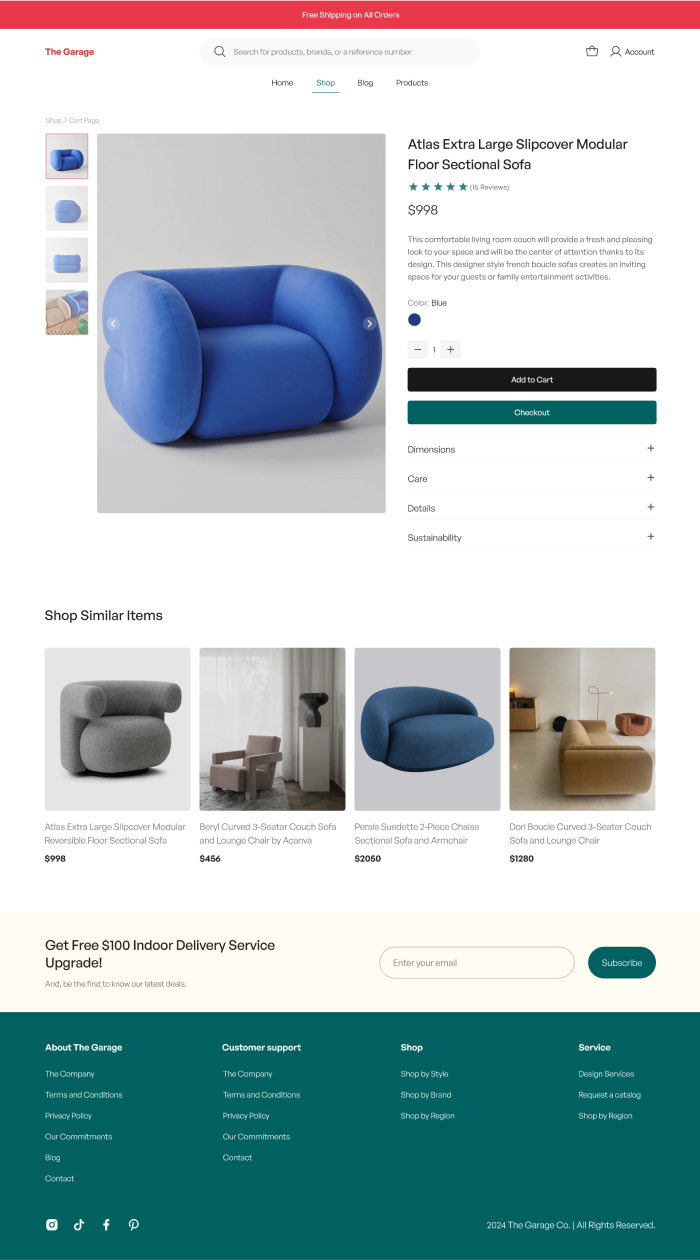 Free Shipping on All Orders
The Garage
Search for products, brands, or a reference number
Account
Home
Shop
Blog
Products
Shop > Cart Page
Atlas Extra Large Slipcover Modular
Floor Sectional Sofa
(15 Reviews)
$998
This comfortable living room couch will provide a fresh and pleasing
look to your space and will be the center of attention thanks to its
design. This designer style french boucle sofas creates an inviting
space for your guests or family entertainment activities.
Color: Blue
− 1 +
Add to Cart
Checkout
Dimensions +
Care +
Details +
Sustainability +
Shop Similar Items
Atlas Extra Large Slipcover Modular
Reversible Floor Sectional Sofa
$998
Beryl Curved 3-Seater Couch Sofa
and Lounge Chair by Acanva
$456
Persia Suedette 2-Piece Chaise
Sectional Sofa and Armchair
$2050
Dori Boucle Curved 3-Seater Couch
Sofa and Lounge Chair
$1280
Get Free $100 Indoor Delivery Service
Upgrade!
And, be the first to know our latest deals.
Enter your email
Subscribe
About The Garage
The Company
Terms and Conditions
Privacy Policy
Our Commitments
Blog
Contact
Customer support
The Company
Terms and Conditions
Privacy Policy
Our Commitments
Contact
Shop
Shop by Style
Shop by Brand
Shop by Region
Service
Design Services
Request a catalog
Shop by Region
2024 The Garage Co. | All Rights Reserved.